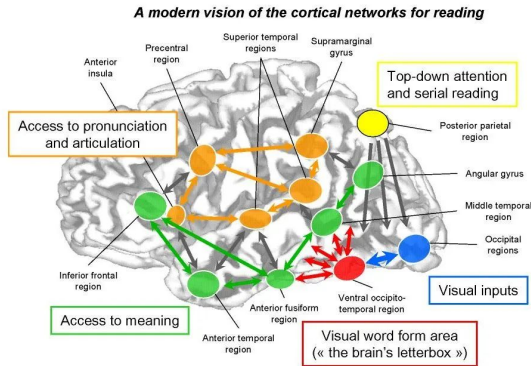 A modern vision of the cortical networks for reading
Anterior
insula
Precentral
region
Superior temporal
regions
Supramarginal
gyrus
Top-down attention
and serial reading
Access to pronunciation
and articulation
Posterior parietal
region
Angular gyrus
Middle temporal
region
Occipital
regions
Inferior frontal
region
Visual inputs
Access to meaning
Anterior temporal
region
Anterior fusiform
region
Ventral occipito-
temporal region
Visual word form area
(« the brain's letterbox »)